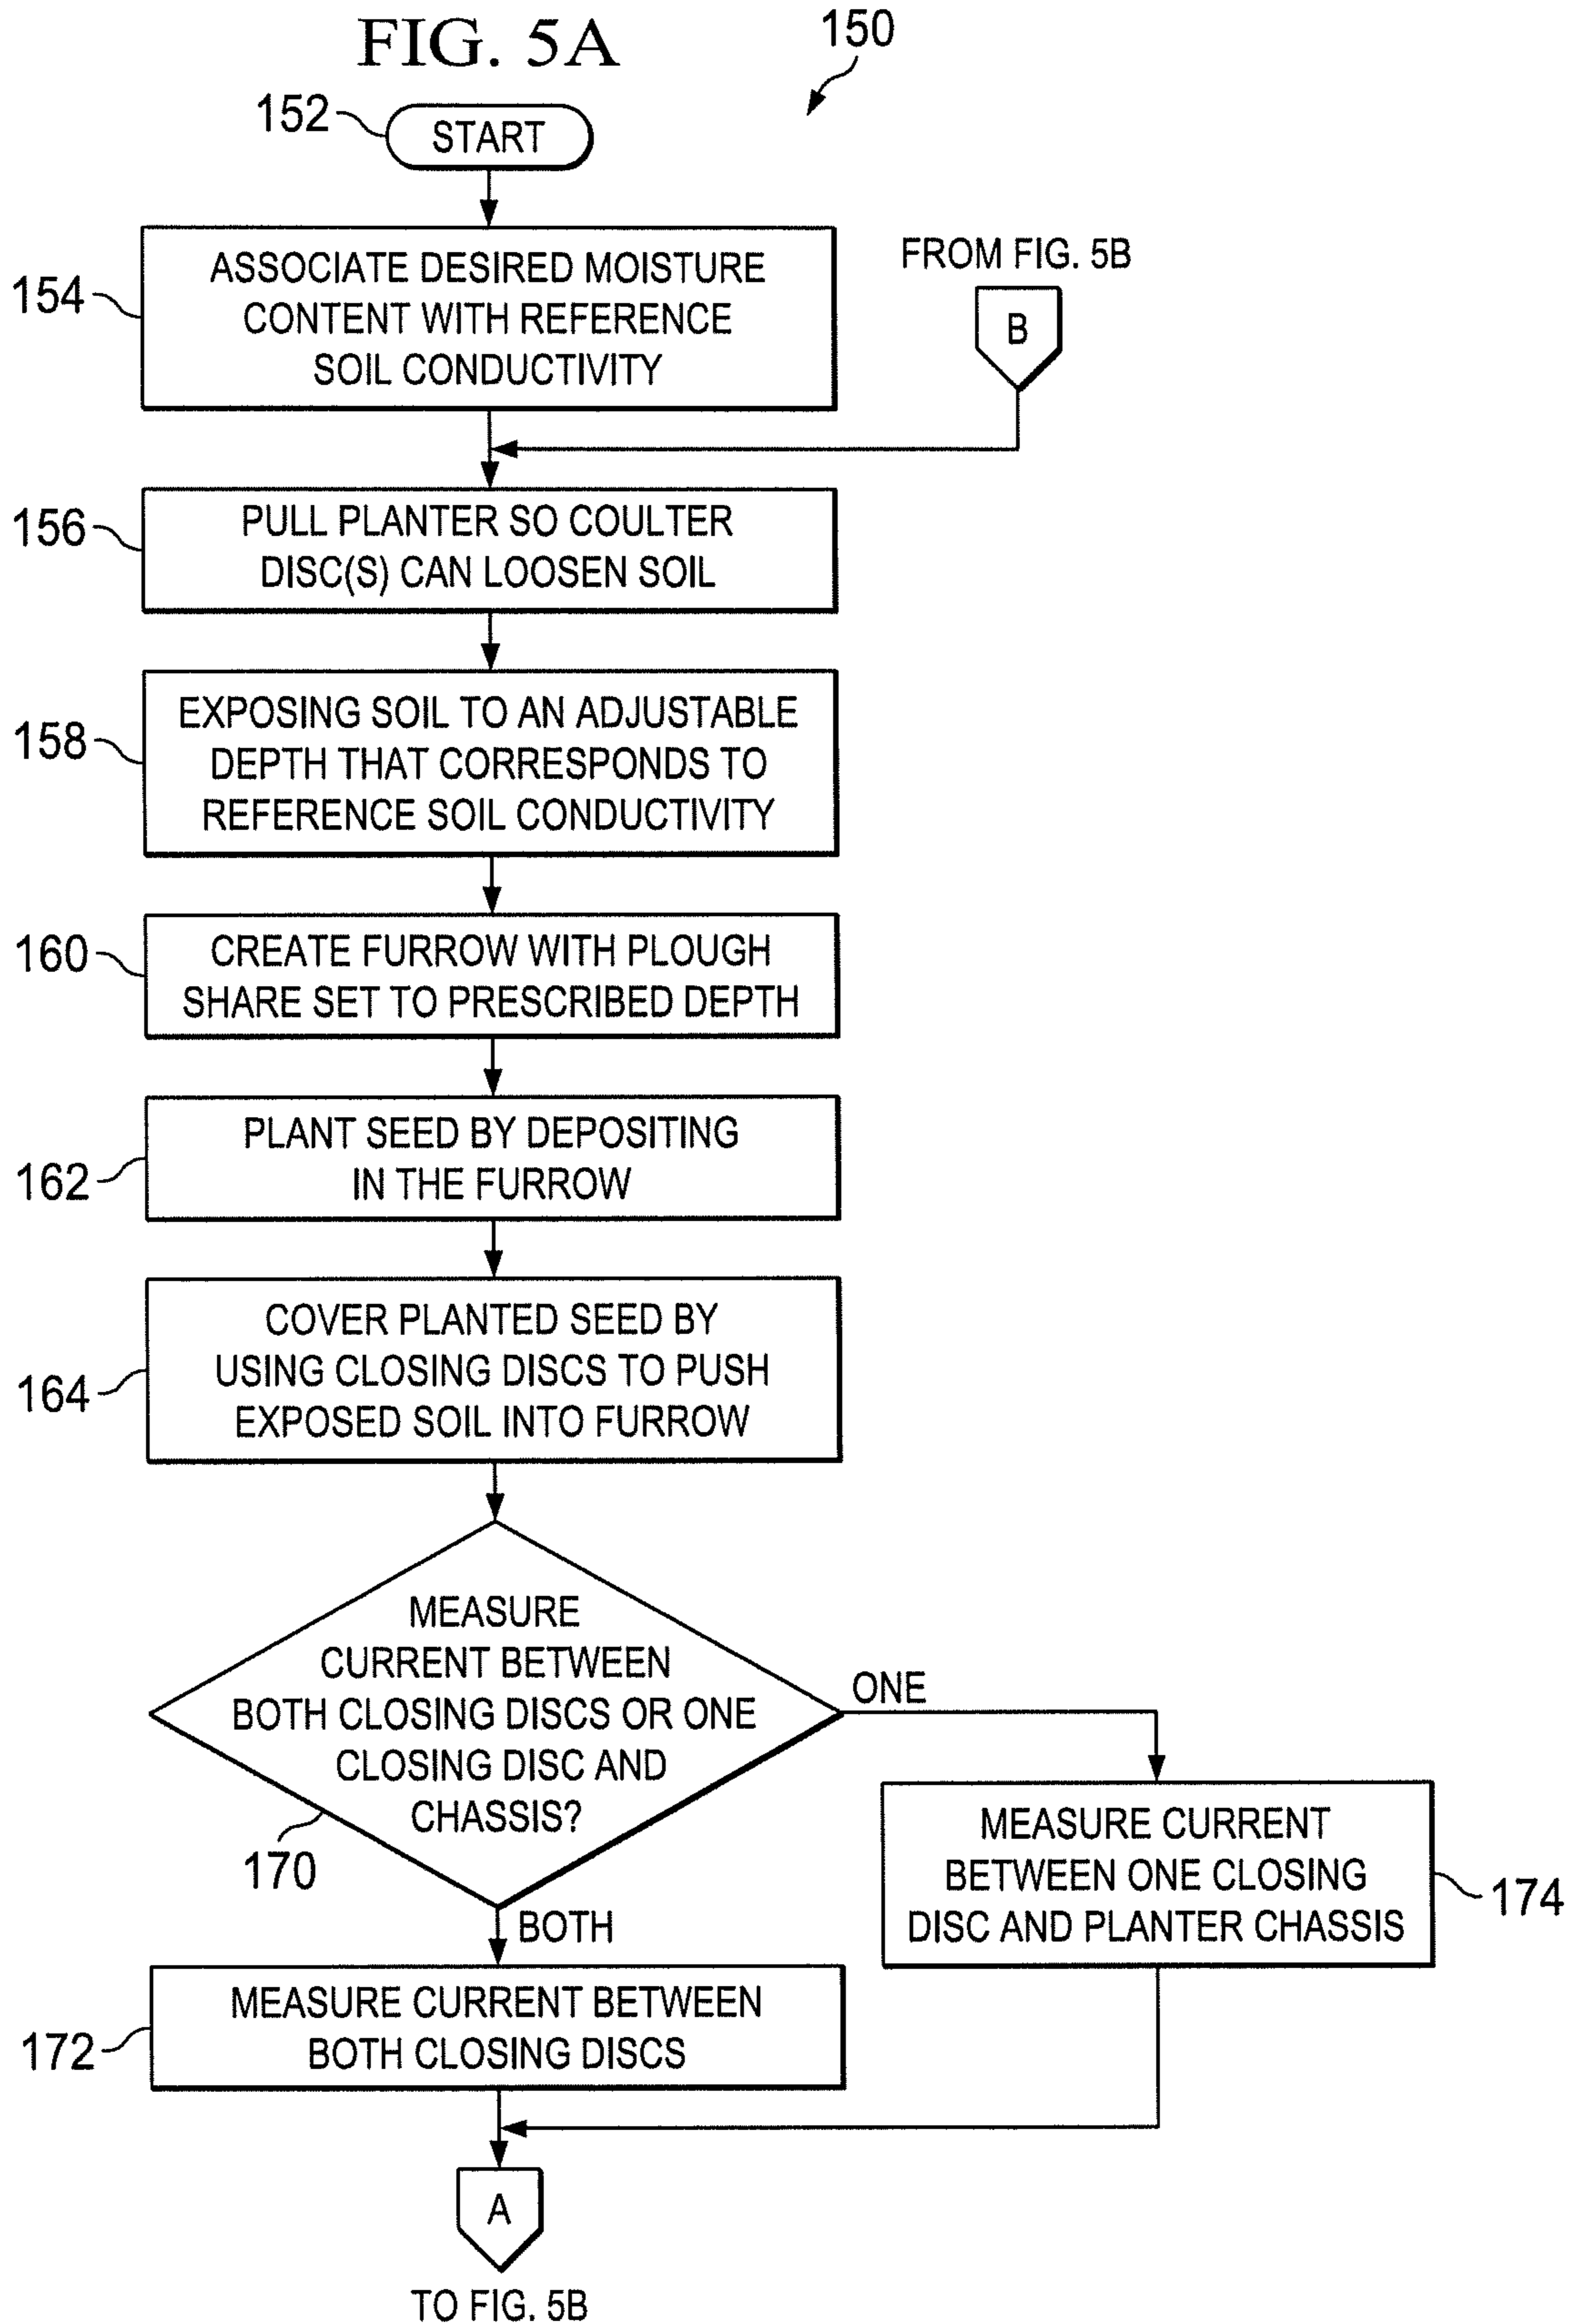 FIG. 5A
150
152
START
154
ASSOCIATE DESIRED MOISTURE
CONTENT WITH REFERENCE
SOIL CONDUCTIVITY
FROM FIG. 5B
B
156
PULL PLANTER SO COULTER
DISC(S) CAN LOOSEN SOIL
158
EXPOSING SOIL TO AN ADJUSTABLE
DEPTH THAT CORRESPONDS TO
REFERENCE SOIL CONDUCTIVITY
160
CREATE FURROW WITH PLOUGH
SHARE SET TO PRESCRIBED DEPTH
162
PLANT SEED BY DEPOSITING
IN THE FURROW
164
COVER PLANTED SEED BY
USING CLOSING DISCS TO PUSH
EXPOSED SOIL INTO FURROW
MEASURE
CURRENT BETWEEN
BOTH CLOSING DISCS OR ONE
CLOSING DISC AND
CHASSIS?
170
ONE
BOTH
MEASURE CURRENT
BETWEEN ONE CLOSING
DISC AND PLANTER CHASSIS
174
172
MEASURE CURRENT BETWEEN
BOTH CLOSING DISCS
A
TO FIG. 5B